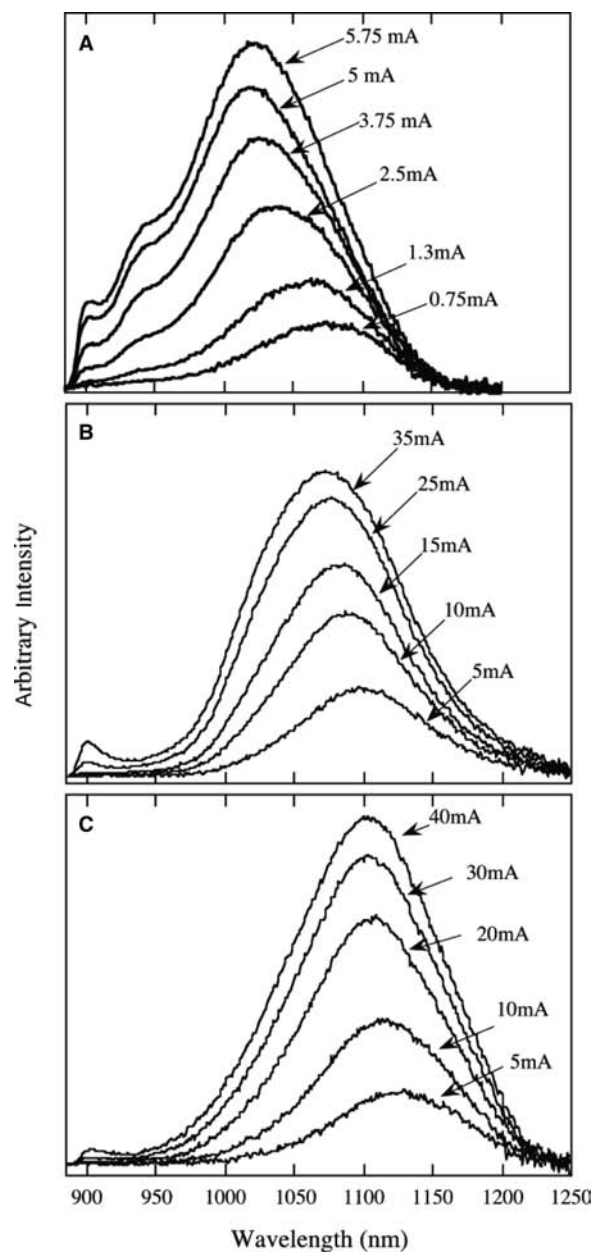 A
5.75 mA
5 mA
3.75 mA
2.5mA
1.3mA
0.75mA
B
35mA
25mA
15mA
10mA
5mA
Arbitrary Intensity
C
40mA
30mA
20mA
10mA
5mA
900 950 1000 1050 1100 1150 1200 1250
Wavelength (nm)